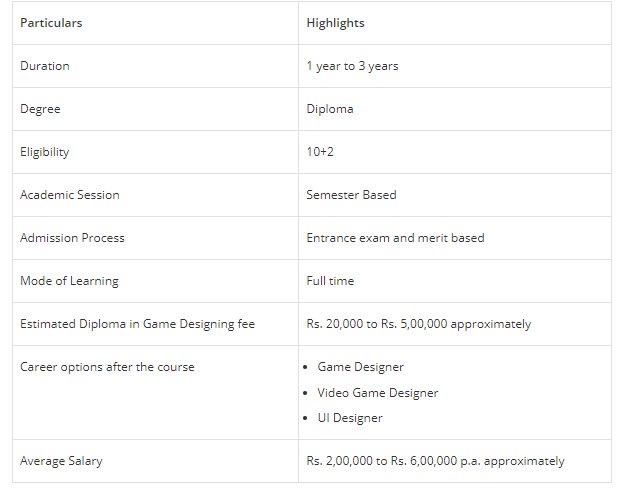 Particulars Highlights
Duration 1 year to 3 years
Degree Diploma
Eligibility 10+2
Academic Session Semester Based
Admission Process Entrance exam and merit based
Mode of Learning Full time
Estimated Diploma in Game Designing fee Rs. 20,000 to Rs. 5,00,000 approximately
Career options after the course • Game Designer
• Video Game Designer
• UI Designer
Average Salary Rs. 2,00,000 to Rs. 6,00,000 p.a. approximately